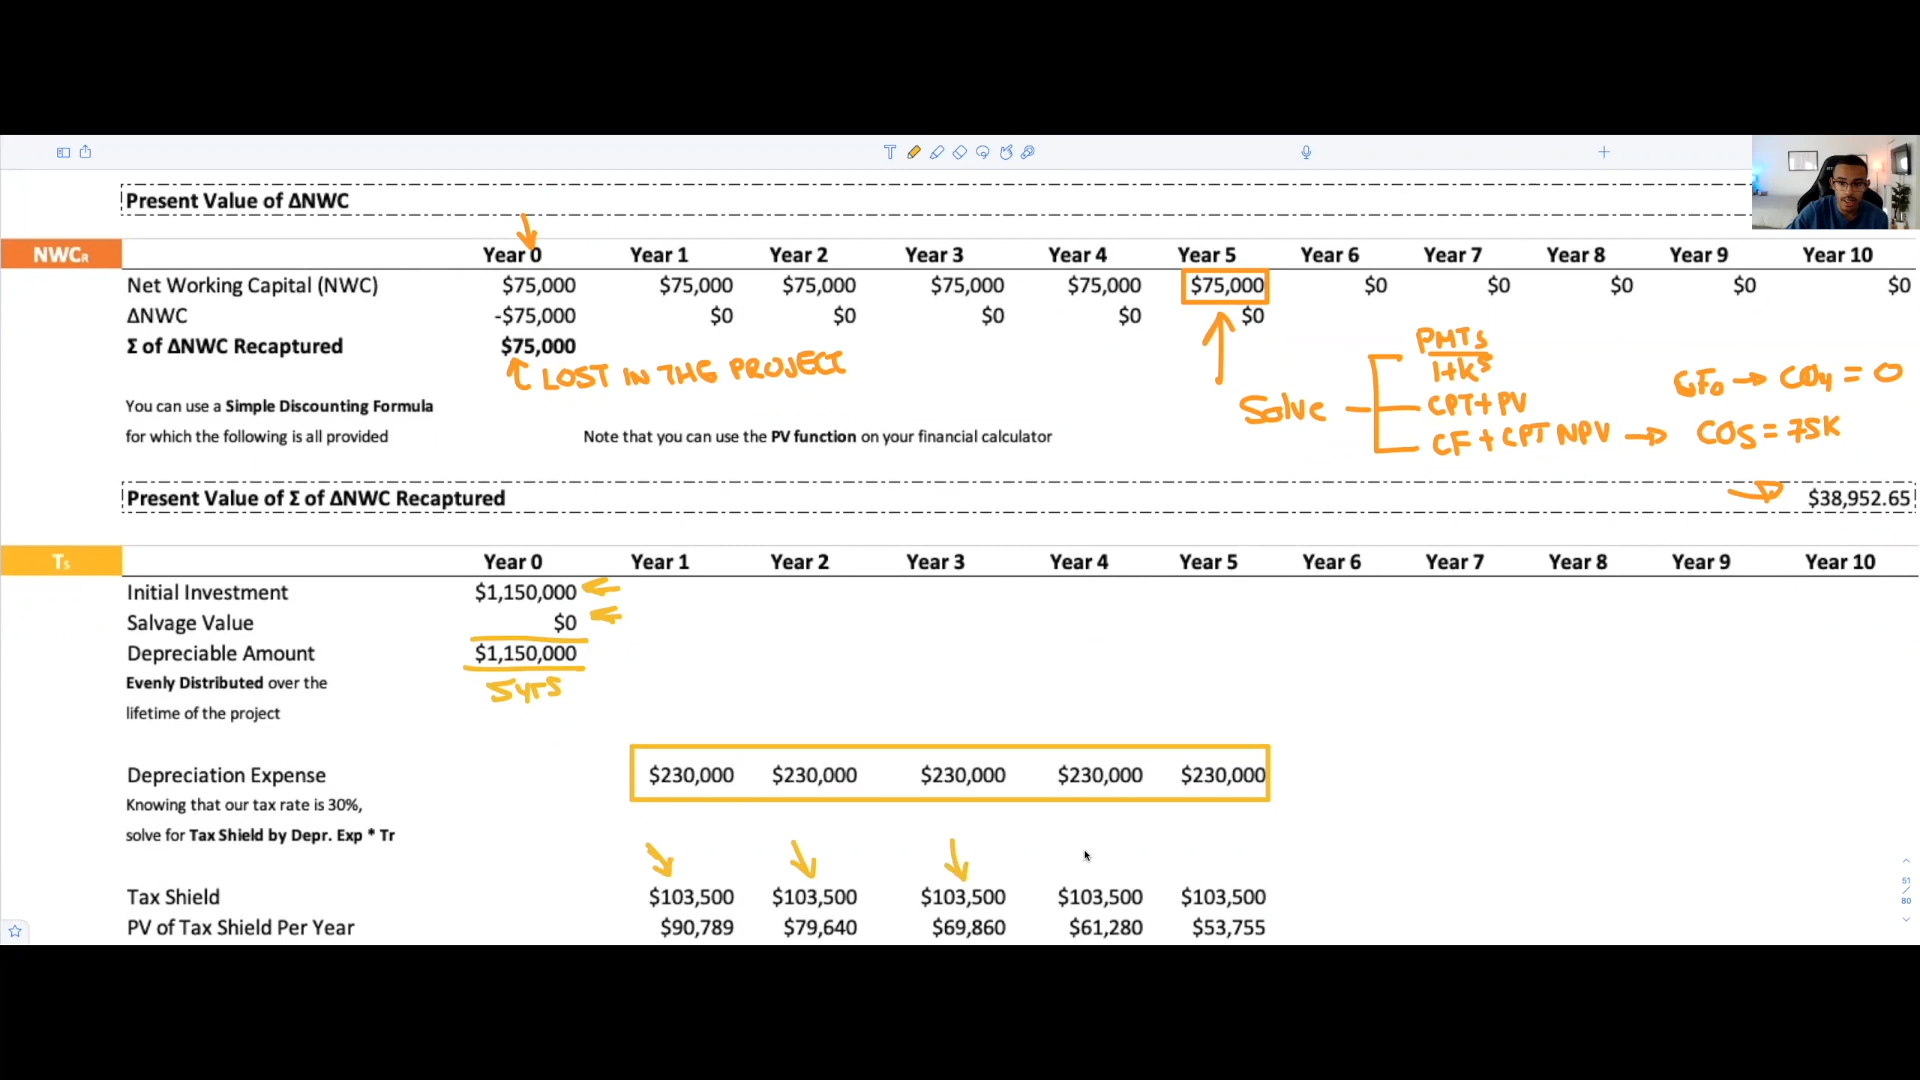 Present Value of ΔNWC
NWCR Year 0 Year 1 Year 2 Year 3 Year 4 Year 5 Year 6 Year 7 Year 8 Year 9 Year 10
Net Working Capital (NWC) $75,000 $75,000 $75,000 $75,000 $75,000 $75,000 $0 $0 $0 $0 $0
ΔNWC -$75,000 $0 $0 $0 $0 $0
Σ of ΔNWC Recaptured $75,000
LOST IN THE PROJECT
Solve
PMTS
1+k⁵
CPT+PV
CF + CPT NPV → CO5 = 75K
CF0 → CO4 = 0
You can use a Simple Discounting Formula
for which the following is all provided Note that you can use the PV function on your financial calculator
Present Value of Σ of ΔNWC Recaptured $38,952.65
Ts Year 0 Year 1 Year 2 Year 3 Year 4 Year 5 Year 6 Year 7 Year 8 Year 9 Year 10
Initial Investment $1,150,000
Salvage Value $0
Depreciable Amount $1,150,000
Evenly Distributed over the
5 yrs
lifetime of the project
Depreciation Expense $230,000 $230,000 $230,000 $230,000 $230,000
Knowing that our tax rate is 30%,
solve for Tax Shield by Depr. Exp * Tr
Tax Shield $103,500 $103,500 $103,500 $103,500 $103,500
PV of Tax Shield Per Year $90,789 $79,640 $69,860 $61,280 $53,755
51
/
80